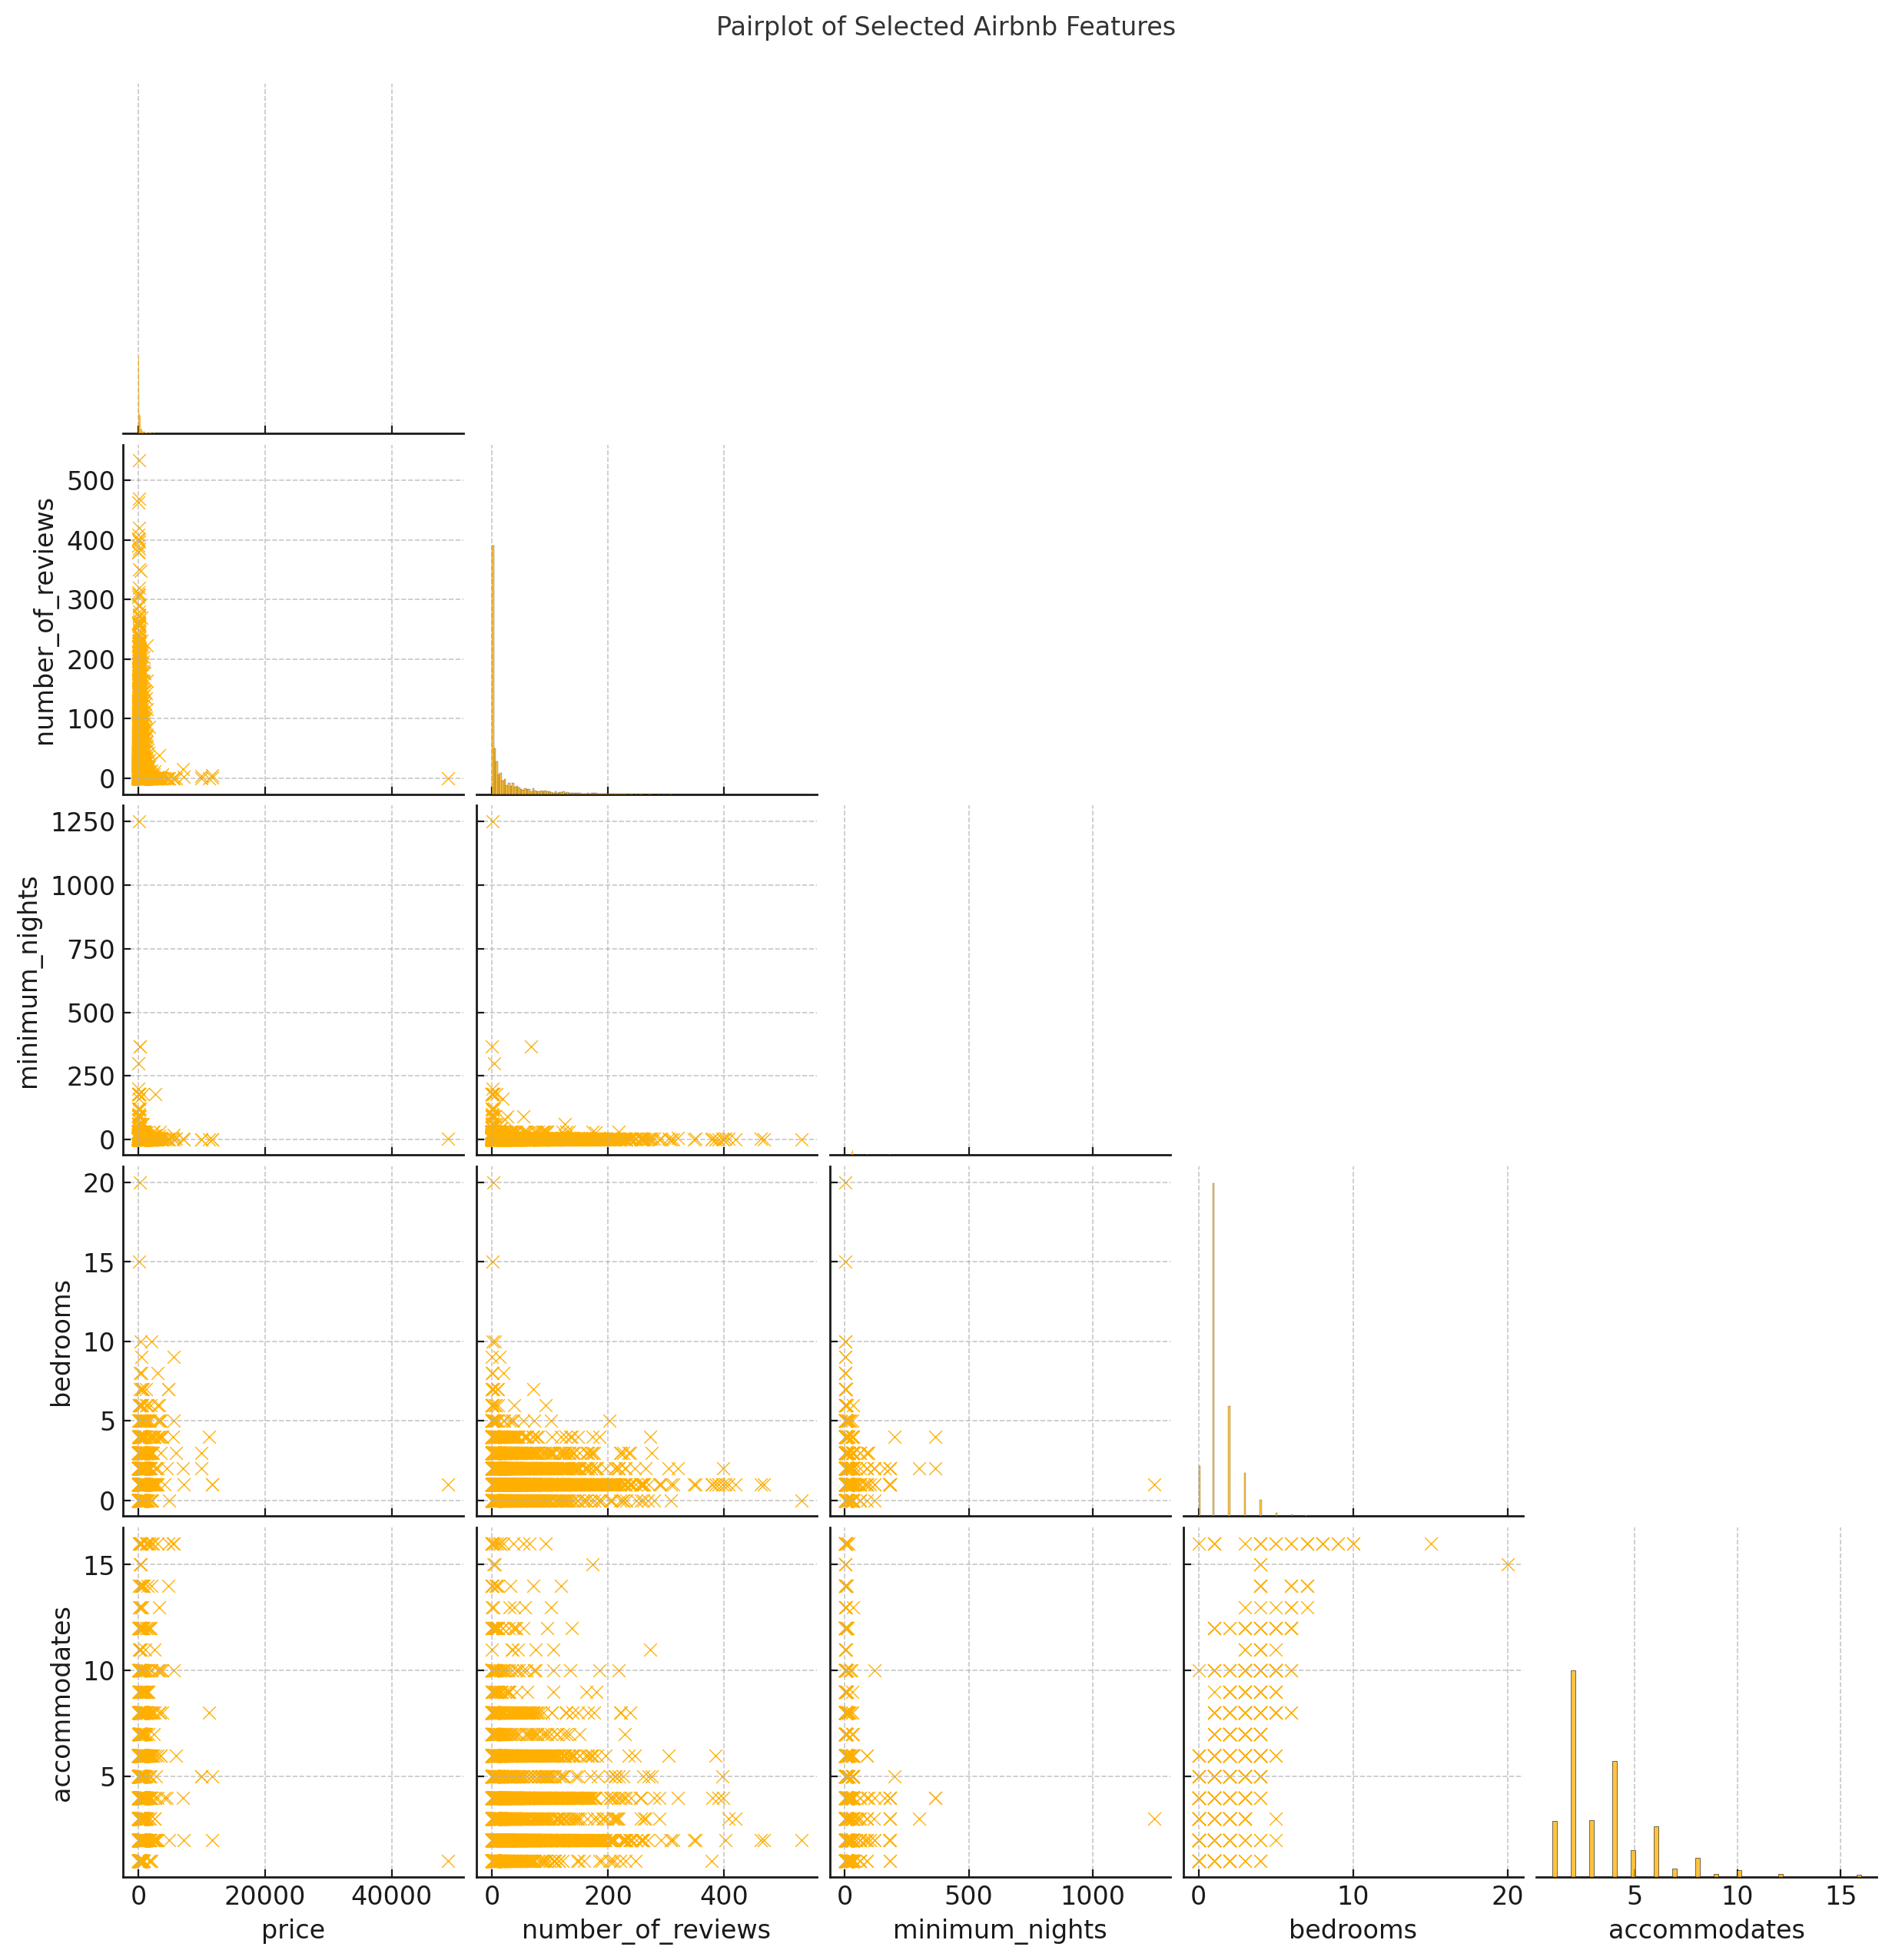 Pairplot of Selected Airbnb Features
number_of_reviews
500
400
300
200
100
0
minimum_nights
1250
1000
750
500
250
0
bedrooms
20
15
10
5
0
accommodates
15
10
5
0 20000 40000
0 200 400
0 500 1000
0 10 20
5 10 15
price number_of_reviews minimum_nights bedrooms accommodates